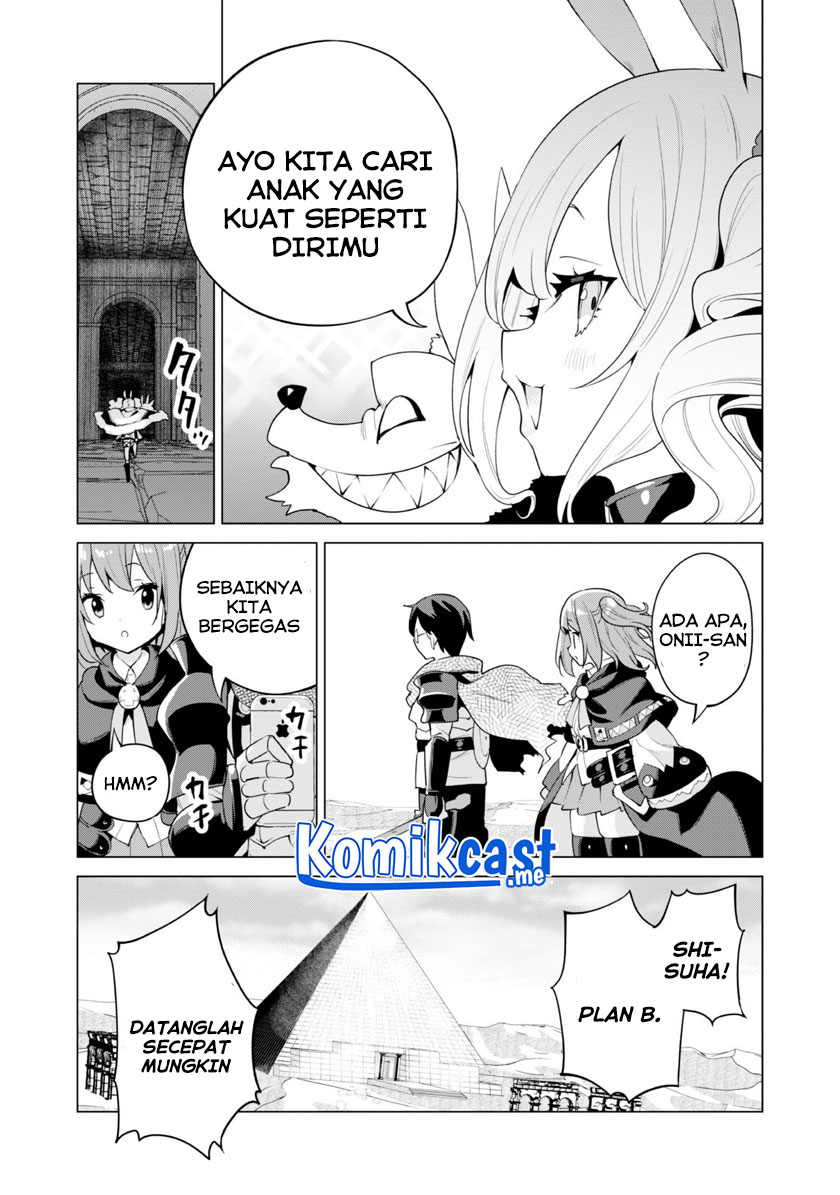 AYO KITA CARI
ANAK YANG
KUAT SEPERTI
DIRIMU
タタタ
ADA APA,
ONII-SAN
?
SEBAIKNYA
KITA
BERGEGAS
HMM?
カチ
カチ
Komikcast
.me
SHI-
SUHA!
PLAN B.
DATANGLAH
SECEPAT
MUNGKIN